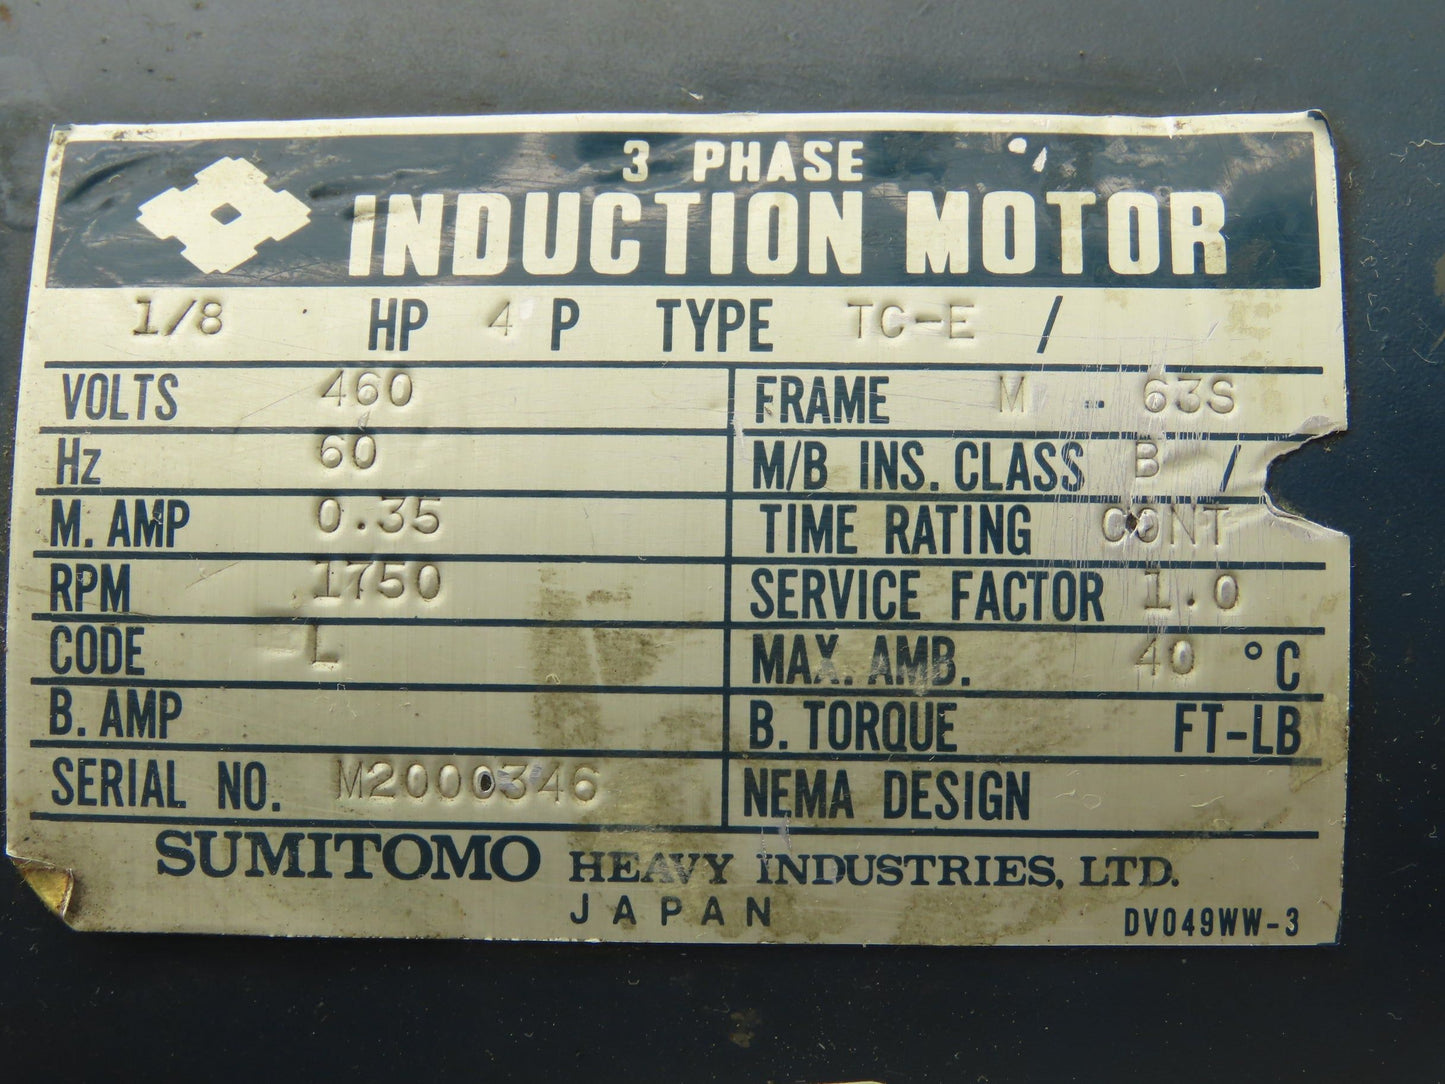 3 PHASE
INDUCTION MOTOR
1/8 HP 4 P TYPE TC-E /
VOLTS 460
Hz 60
M. AMP 0.35
RPM 1750
CODE L
B. AMP
SERIAL NO. M2000346
FRAME M - 63S
M/B INS. CLASS B /
TIME RATING CONT
SERVICE FACTOR 1.0
MAX. AMB. 40 °C
B. TORQUE FT-LB
NEMA DESIGN
SUMITOMO HEAVY INDUSTRIES, LTD.
JAPAN
DV049WW-3